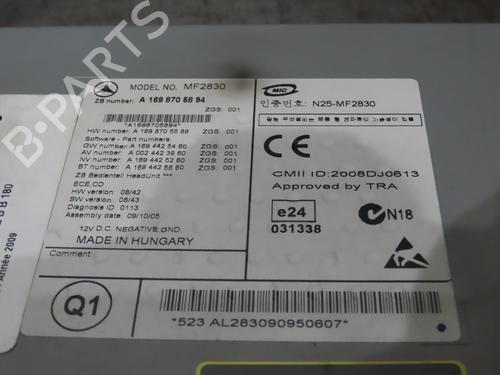 MODEL NO. MF2830
ZB number: A 169 870 58 94 ZGS: 001
*A1698705894*
HW number: A 169 870 55 89 ZGS: 001
Software - Part numbers:
GW number: A 169 442 54 60 ZGS: 001
AV number: A 002 442 39 60 ZGS: 001
NV number: A 169 442 52 60 ZGS: 001
BT number: A 169 442 56 60 ZGS: 001
ZB Bedienteil HeadUnit ***
ECE,CD
HW version: 08/42
SW version: 08/43
Diagnosis ID: 0113
Assembly date: 09/10/05
12V D.C. NEGATIVE GND.
MADE IN HUNGARY
Q1
MIC
인증번호: N25-MF2830
CE
CMII ID:2008DJ0613
Approved by TRA
e24
031338
N18
*523 AL283090950607*
B 180
Année 2009